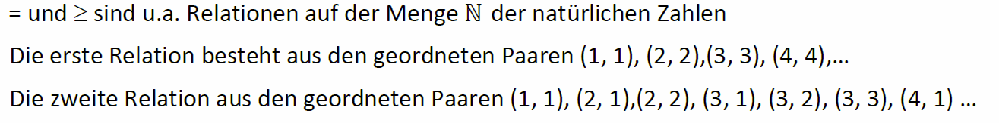 = und ≥ sind u.a. Relationen auf der Menge ℕ der natürlichen Zahlen
Die erste Relation besteht aus den geordneten Paaren (1, 1), (2, 2),(3, 3), (4, 4),...
Die zweite Relation aus den geordneten Paaren (1, 1), (2, 1),(2, 2), (3, 1), (3, 2), (3, 3), (4, 1) ...